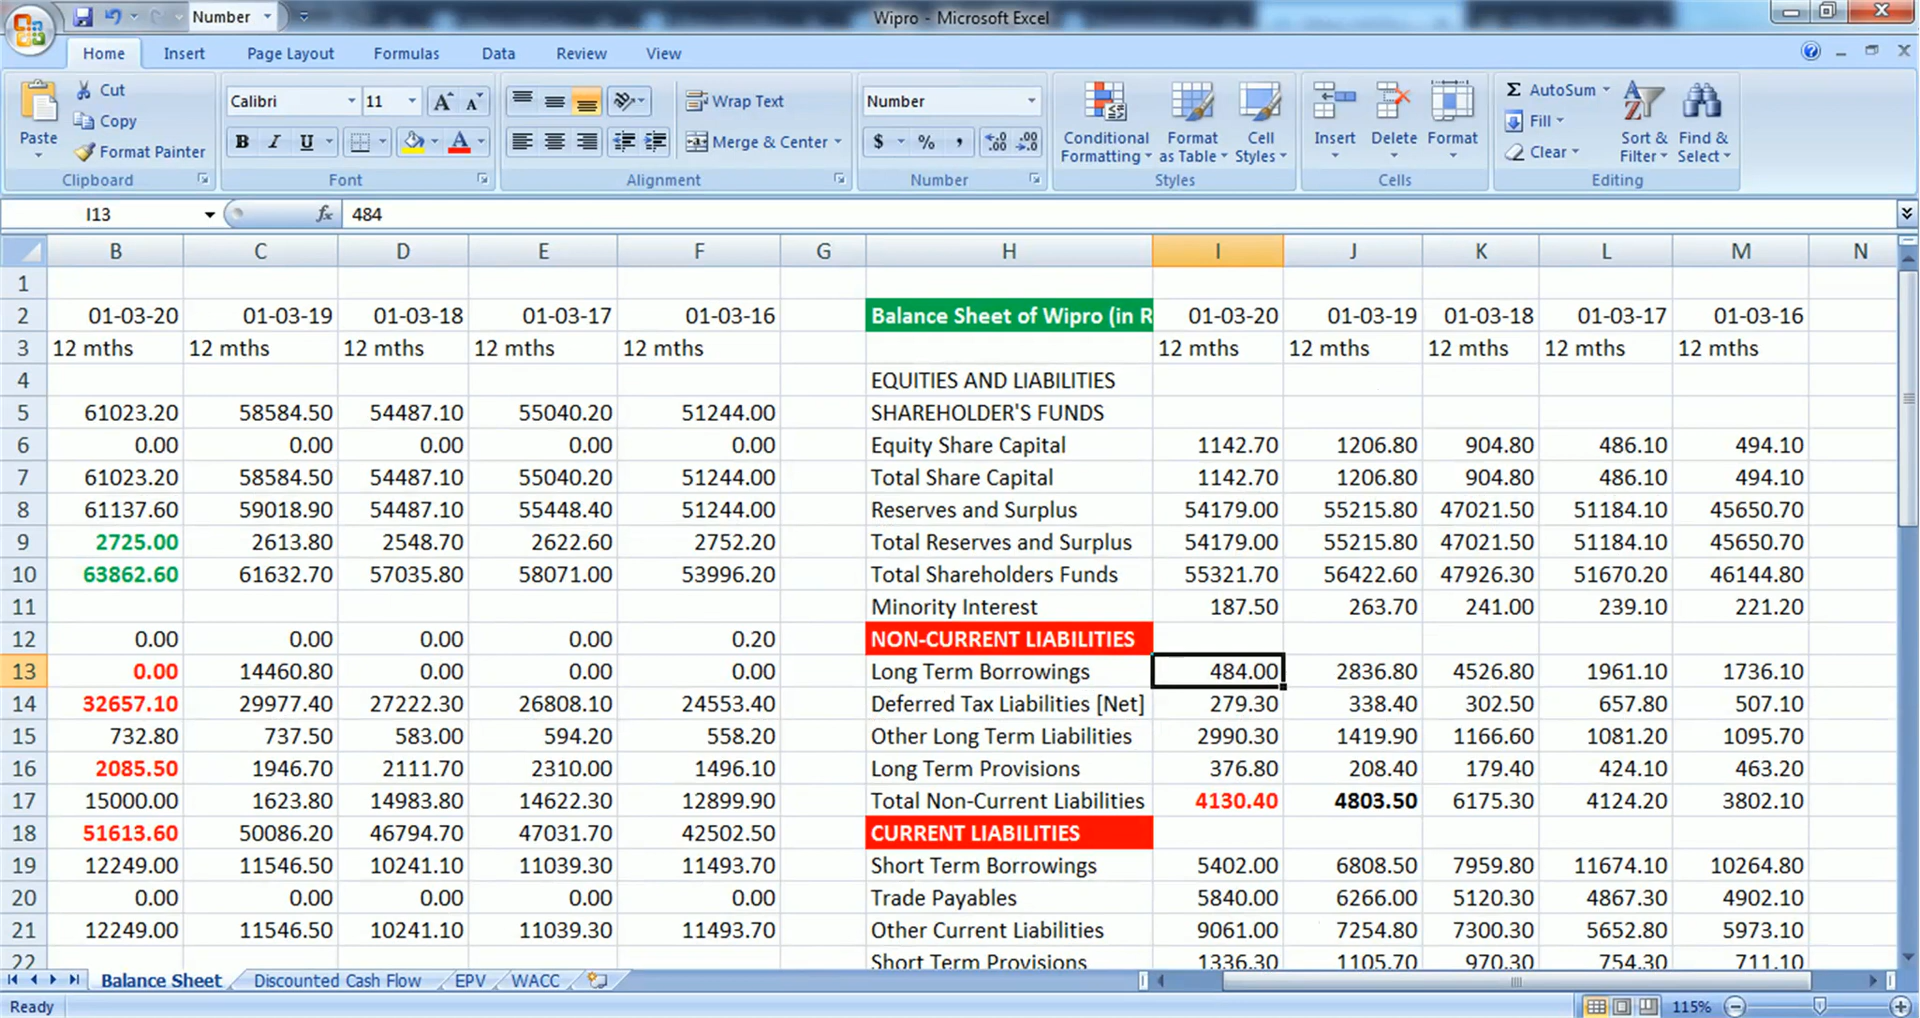 Number
Wipro - Microsoft Excel
Home Insert Page Layout Formulas Data Review View
Paste
Cut
Copy
Format Painter
Clipboard
Calibri 11
B I U
Font
Wrap Text
Merge & Center
Alignment
Number
$ % ,
Number
Conditional Formatting
Format as Table
Cell Styles
Styles
Insert
Delete
Format
Cells
Σ AutoSum
Fill
Clear
Sort & Filter
Find & Select
Editing
I13 fx 484
B C D E F G H I J K L M N
1
2 01-03-20 01-03-19 01-03-18 01-03-17 01-03-16 Balance Sheet of Wipro (in R 01-03-20 01-03-19 01-03-18 01-03-17 01-03-16
3 12 mths 12 mths 12 mths 12 mths 12 mths 12 mths 12 mths 12 mths 12 mths 12 mths
4 EQUITIES AND LIABILITIES
5 61023.20 58584.50 54487.10 55040.20 51244.00 SHAREHOLDER'S FUNDS
6 0.00 0.00 0.00 0.00 0.00 Equity Share Capital 1142.70 1206.80 904.80 486.10 494.10
7 61023.20 58584.50 54487.10 55040.20 51244.00 Total Share Capital 1142.70 1206.80 904.80 486.10 494.10
8 61137.60 59018.90 54487.10 55448.40 51244.00 Reserves and Surplus 54179.00 55215.80 47021.50 51184.10 45650.70
9 2725.00 2613.80 2548.70 2622.60 2752.20 Total Reserves and Surplus 54179.00 55215.80 47021.50 51184.10 45650.70
10 63862.60 61632.70 57035.80 58071.00 53996.20 Total Shareholders Funds 55321.70 56422.60 47926.30 51670.20 46144.80
11 Minority Interest 187.50 263.70 241.00 239.10 221.20
12 0.00 0.00 0.00 0.00 0.20 NON-CURRENT LIABILITIES
13 0.00 14460.80 0.00 0.00 0.00 Long Term Borrowings 484.00 2836.80 4526.80 1961.10 1736.10
14 32657.10 29977.40 27222.30 26808.10 24553.40 Deferred Tax Liabilities [Net] 279.30 338.40 302.50 657.80 507.10
15 732.80 737.50 583.00 594.20 558.20 Other Long Term Liabilities 2990.30 1419.90 1166.60 1081.20 1095.70
16 2085.50 1946.70 2111.70 2310.00 1496.10 Long Term Provisions 376.80 208.40 179.40 424.10 463.20
17 15000.00 1623.80 14983.80 14622.30 12899.90 Total Non-Current Liabilities 4130.40 4803.50 6175.30 4124.20 3802.10
18 51613.60 50086.20 46794.70 47031.70 42502.50 CURRENT LIABILITIES
19 12249.00 11546.50 10241.10 11039.30 11493.70 Short Term Borrowings 5402.00 6808.50 7959.80 11674.10 10264.80
20 0.00 0.00 0.00 0.00 0.00 Trade Payables 5840.00 6266.00 5120.30 4867.30 4902.10
21 12249.00 11546.50 10241.10 11039.30 11493.70 Other Current Liabilities 9061.00 7254.80 7300.30 5652.80 5973.10
22 Short Term Provisions 1336.30 1105.70 970.30 754.30 711.10
Balance Sheet Discounted Cash Flow EPV WACC
Ready 115%